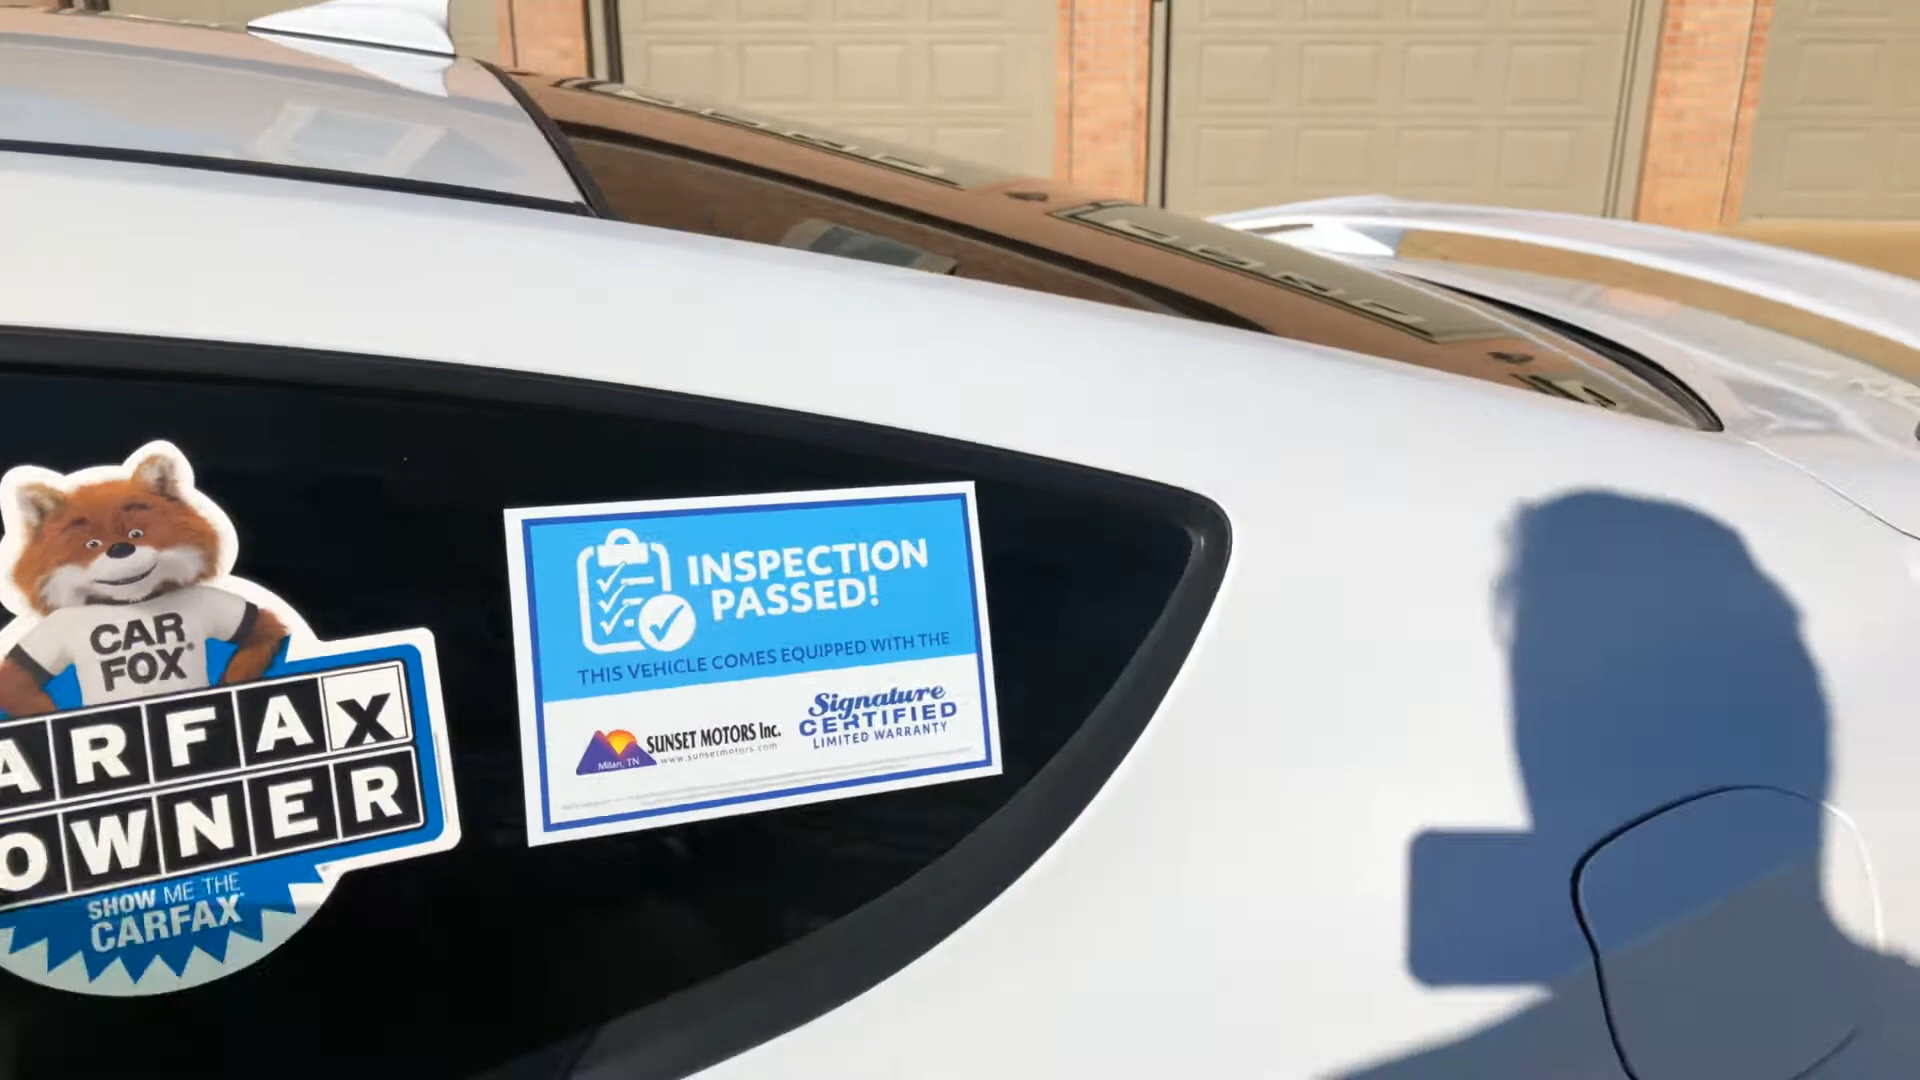 CAR
FOX®
ARFAX
OWNER
SHOW ME THE
CARFAX
INSPECTION
PASSED!
THIS VEHICLE COMES EQUIPPED WITH THE
Milan, TN
SUNSET MOTORS Inc.
www.sunsetmotors.com
Signature
CERTIFIED
LIMITED WARRANTY